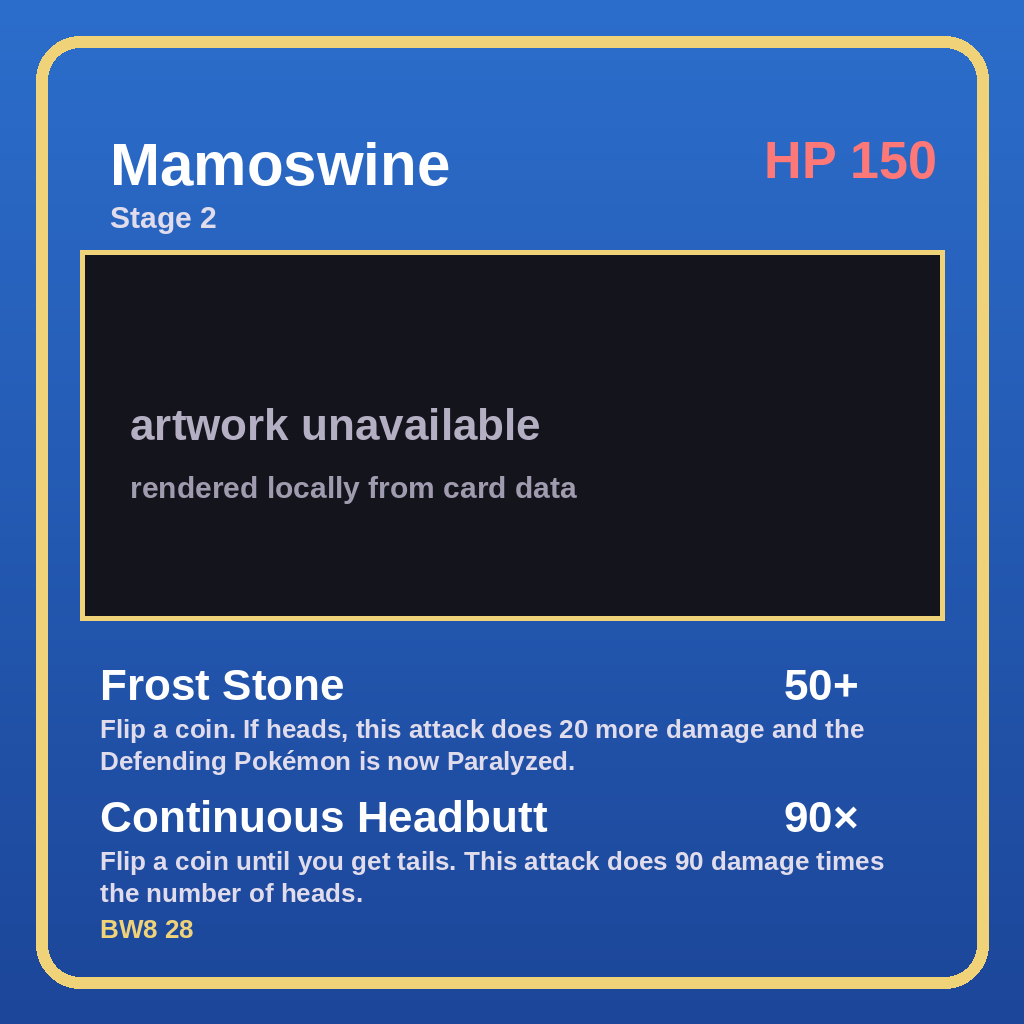 Mamoswine
HP 150
Stage 2
artwork unavailable
rendered locally from card data
Frost Stone 50+
Flip a coin. If heads, this attack does 20 more damage and the
Defending Pokémon is now Paralyzed.
Continuous Headbutt 90×
Flip a coin until you get tails. This attack does 90 damage times
the number of heads.
BW8 28